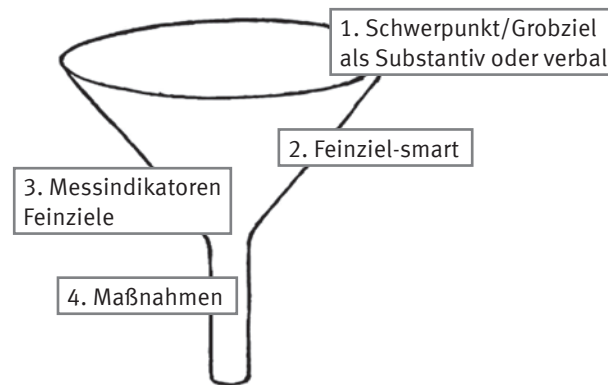 1. Schwerpunkt/Grobziel
als Substantiv oder verbal
2. Feinziel-smart
3. Messindikatoren
Feinziele
4. Maßnahmen